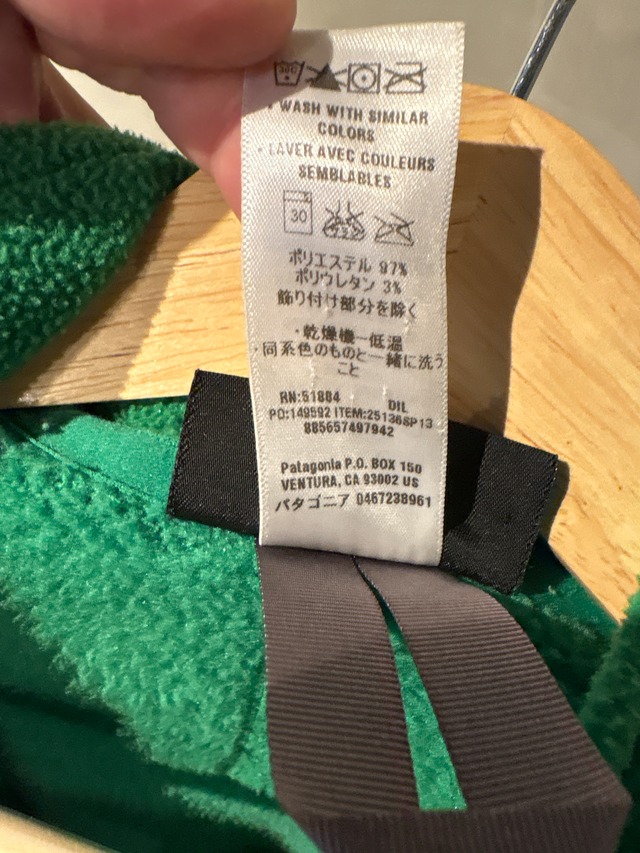 WASH WITH SIMILAR
COLORS
• LAVER AVEC COULEURS
SEMBLABLES
30
ポリエステル 97%
ポリウレタン 3%
飾り付け部分を除く
・乾燥機一低温
・同系色のものと一緒に洗う
こと
RN:51884 DIL
PO:149592 ITEM:25136SP13
885657497942
Patagonia P.O. BOX 150
VENTURA, CA 93002 US
パタゴニア 0467238961